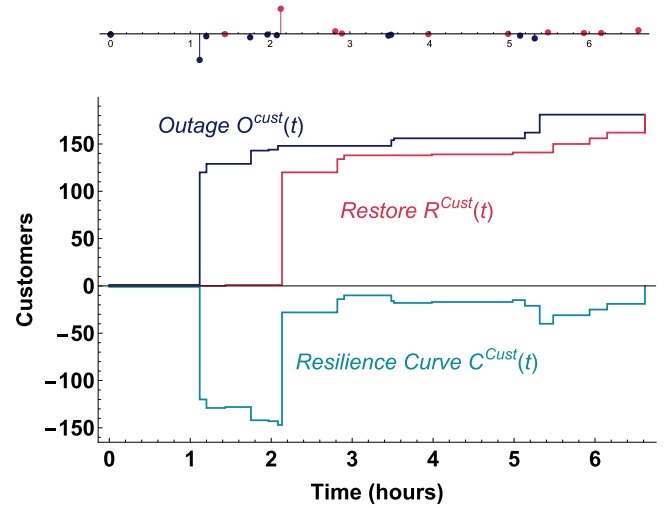 0 1 2 3 4 5 6
Outage O^cust(t)
Restore R^Cust(t)
Resilience Curve C^Cust(t)
Customers
150
100
50
0
−50
−100
−150
0 1 2 3 4 5 6
Time (hours)